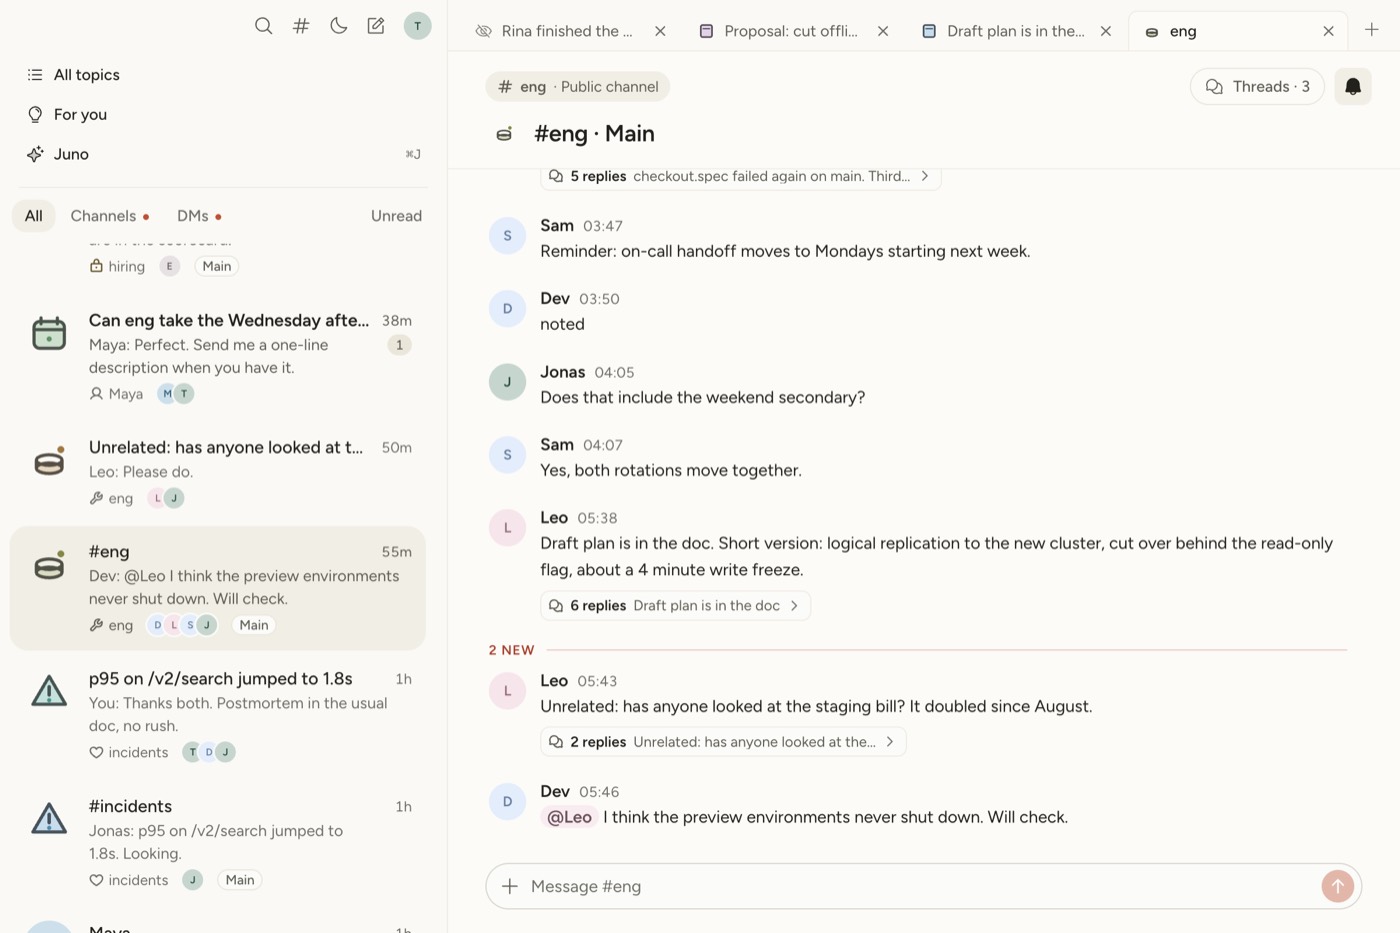 T
All topics
For you
Juno
⌘J
All
Channels
DMs
Unread
are in the scorecard.
hiring
E
Main
Can eng take the Wednesday afte...
38m
Maya: Perfect. Send me a one-line
1
description when you have it.
Maya
M
T
Unrelated: has anyone looked at t...
50m
Leo: Please do.
eng
L
J
#eng
55m
Dev: @Leo I think the preview environments
never shut down. Will check.
eng
D
L
S
J
Main
p95 on /v2/search jumped to 1.8s
1h
You: Thanks both. Postmortem in the usual
doc, no rush.
incidents
T
D
J
#incidents
1h
Jonas: p95 on /v2/search jumped to
1.8s. Looking.
incidents
J
Main
Maya
1h
Rina finished the ...
Proposal: cut offli...
Draft plan is in the...
eng
# eng · Public channel
Threads · 3
#eng · Main
5 replies checkout.spec failed again on main. Third...
S
Sam 03:47
Reminder: on-call handoff moves to Mondays starting next week.
D
Dev 03:50
noted
J
Jonas 04:05
Does that include the weekend secondary?
S
Sam 04:07
Yes, both rotations move together.
L
Leo 05:38
Draft plan is in the doc. Short version: logical replication to the new cluster, cut over behind the read-only
flag, about a 4 minute write freeze.
6 replies Draft plan is in the doc
2 NEW
L
Leo 05:43
Unrelated: has anyone looked at the staging bill? It doubled since August.
2 replies Unrelated: has anyone looked at the...
D
Dev 05:46
@Leo I think the preview environments never shut down. Will check.
Message #eng